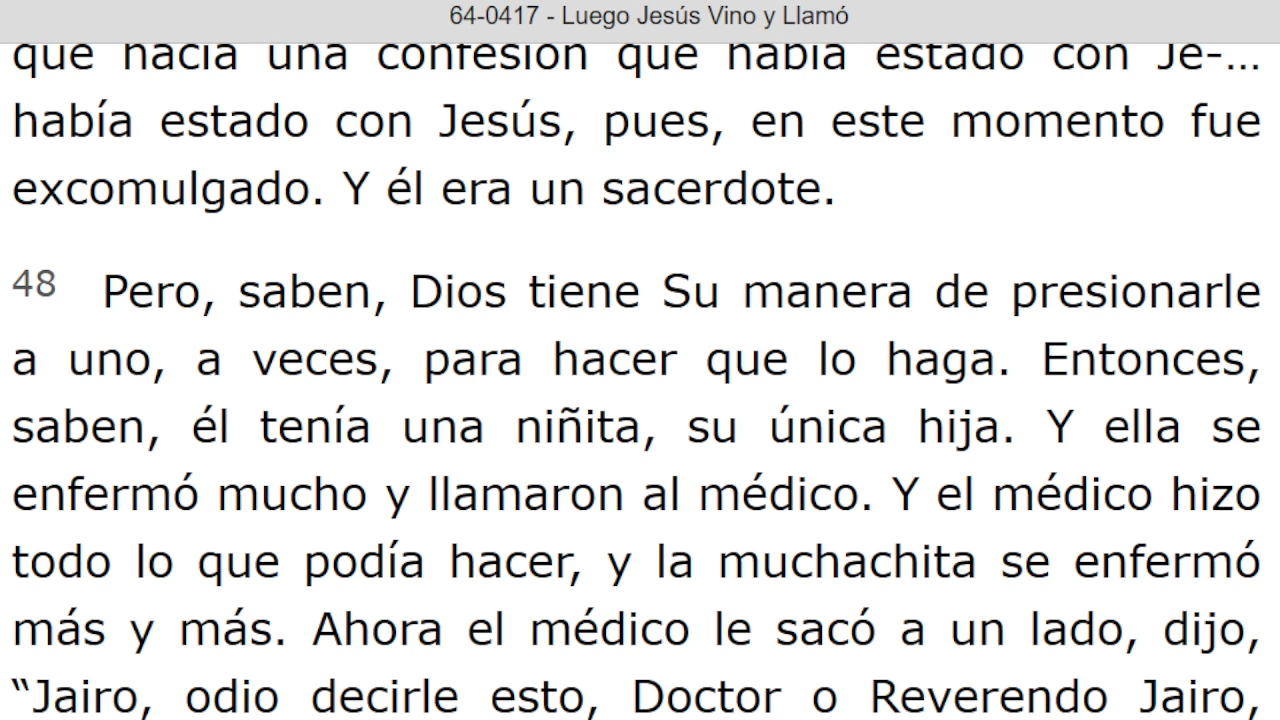 64-0417 - Luego Jesús Vino y Llamó
que hacía una confesión que había estado con Je-...
había estado con Jesús, pues, en este momento fue
excomulgado. Y él era un sacerdote.
48 Pero, saben, Dios tiene Su manera de presionarle
a uno, a veces, para hacer que lo haga. Entonces,
saben, él tenía una niñita, su única hija. Y ella se
enfermó mucho y llamaron al médico. Y el médico hizo
todo lo que podía hacer, y la muchachita se enfermó
más y más. Ahora el médico le sacó a un lado, dijo,
“Jairo, odio decirle esto, Doctor o Reverendo Jairo,